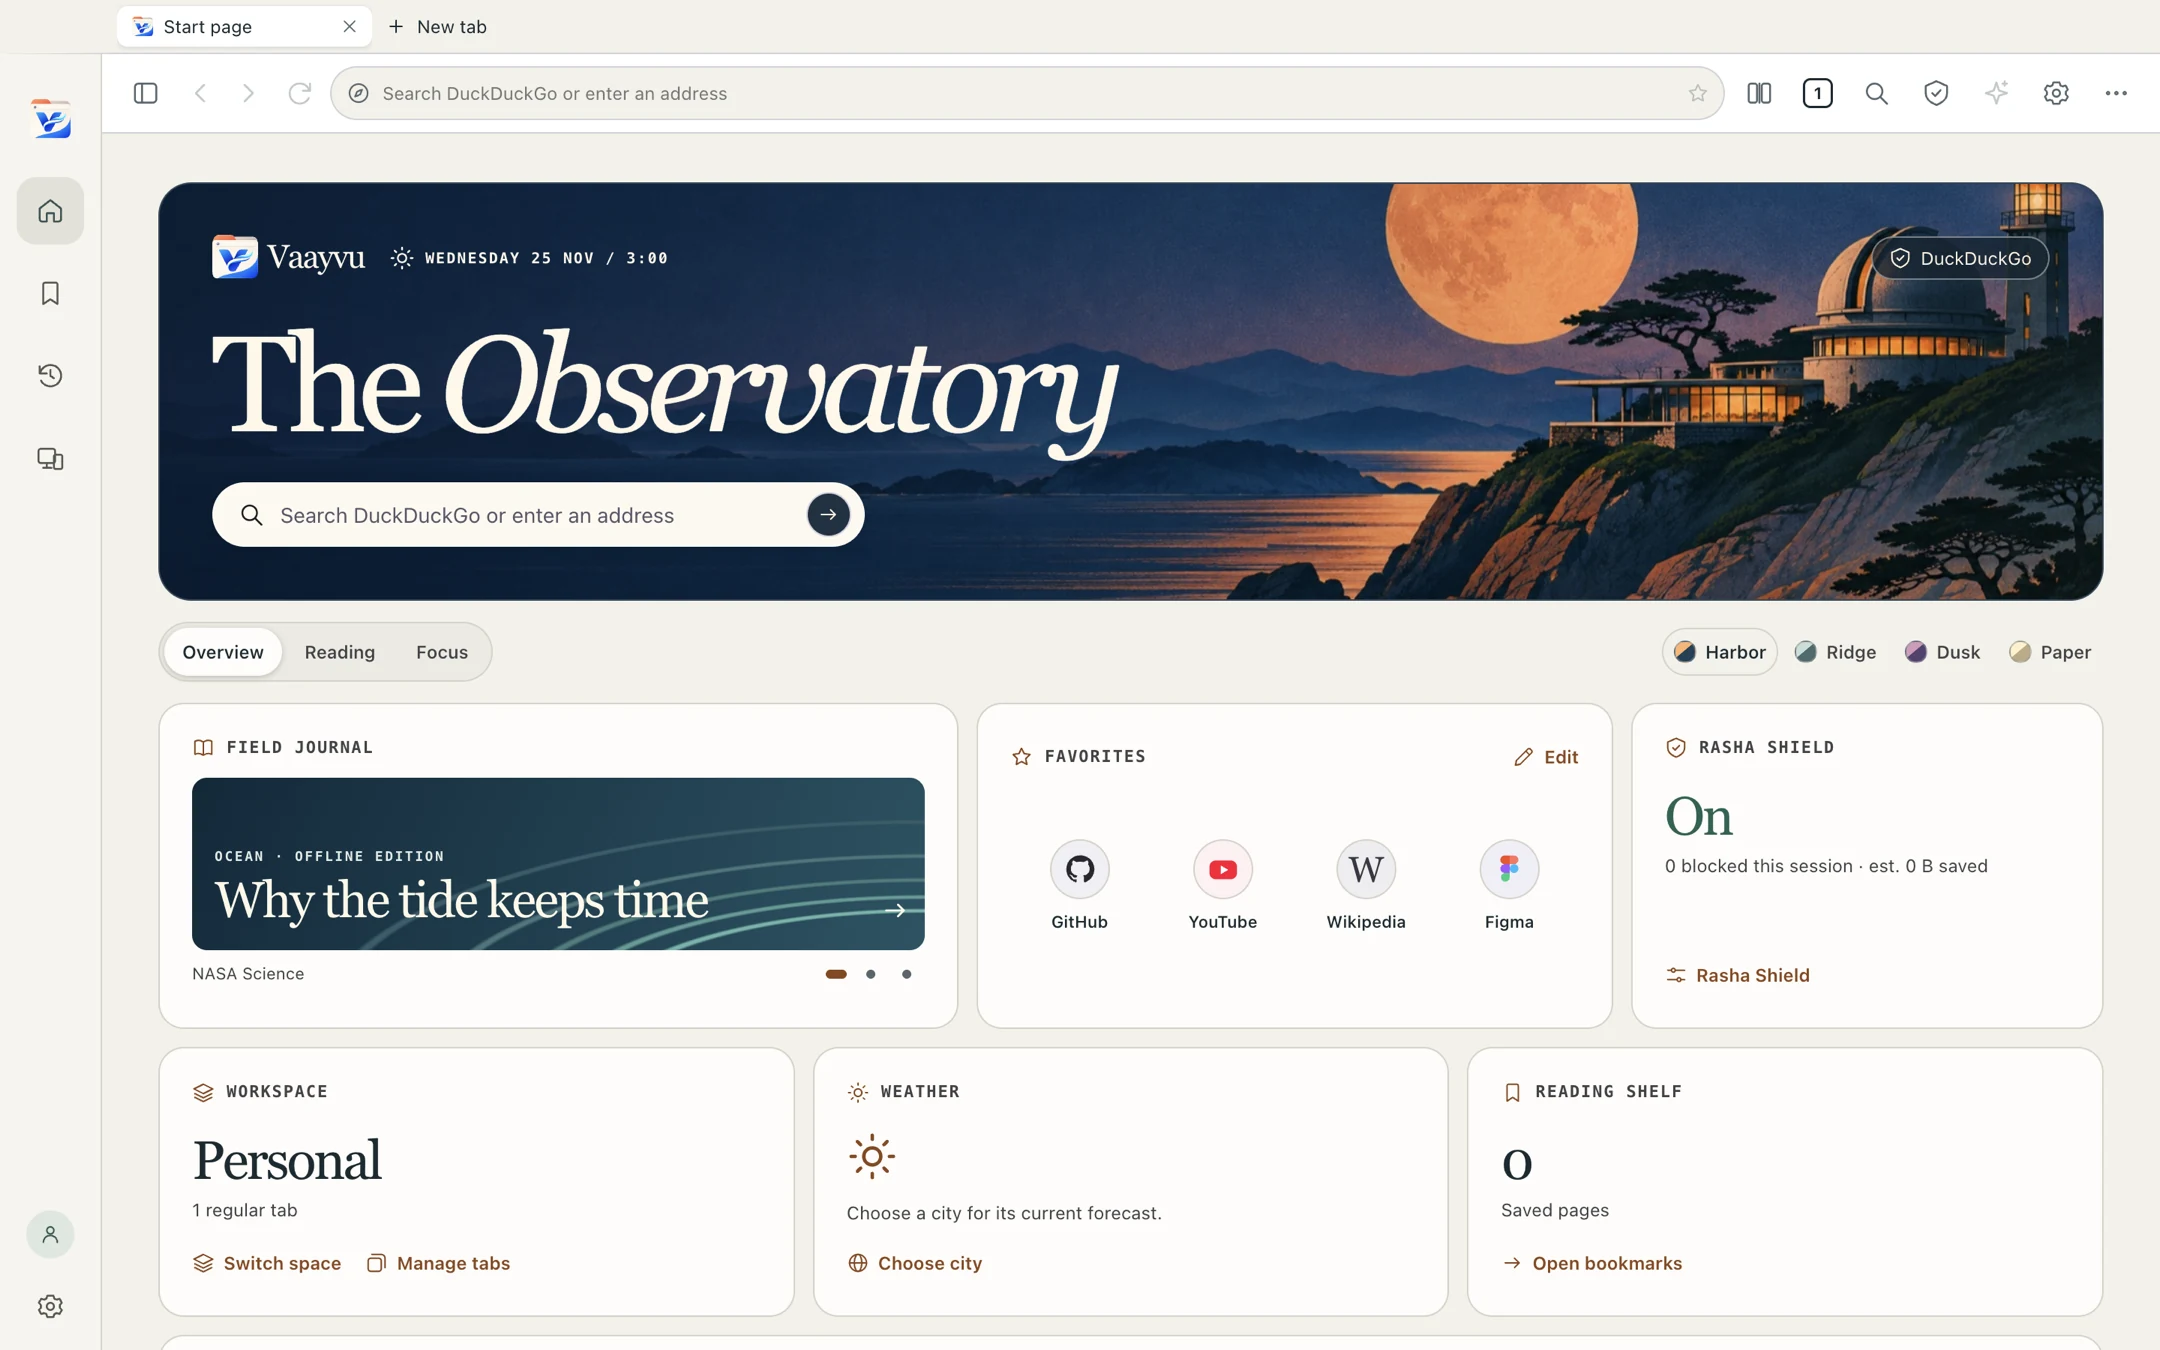 Start page
New tab
Search DuckDuckGo or enter an address
1
Vaayvu
WEDNESDAY 25 NOV / 3:00
DuckDuckGo
The Observatory
Search DuckDuckGo or enter an address
Overview
Reading
Focus
Harbor
Ridge
Dusk
Paper
FIELD JOURNAL
OCEAN · OFFLINE EDITION
Why the tide keeps time
NASA Science
FAVORITES
Edit
W
GitHub
YouTube
Wikipedia
Figma
RASHA SHIELD
On
0 blocked this session · est. 0 B saved
Rasha Shield
WORKSPACE
Personal
1 regular tab
Switch space
Manage tabs
WEATHER
Choose a city for its current forecast.
Choose city
READING SHELF
0
Saved pages
Open bookmarks